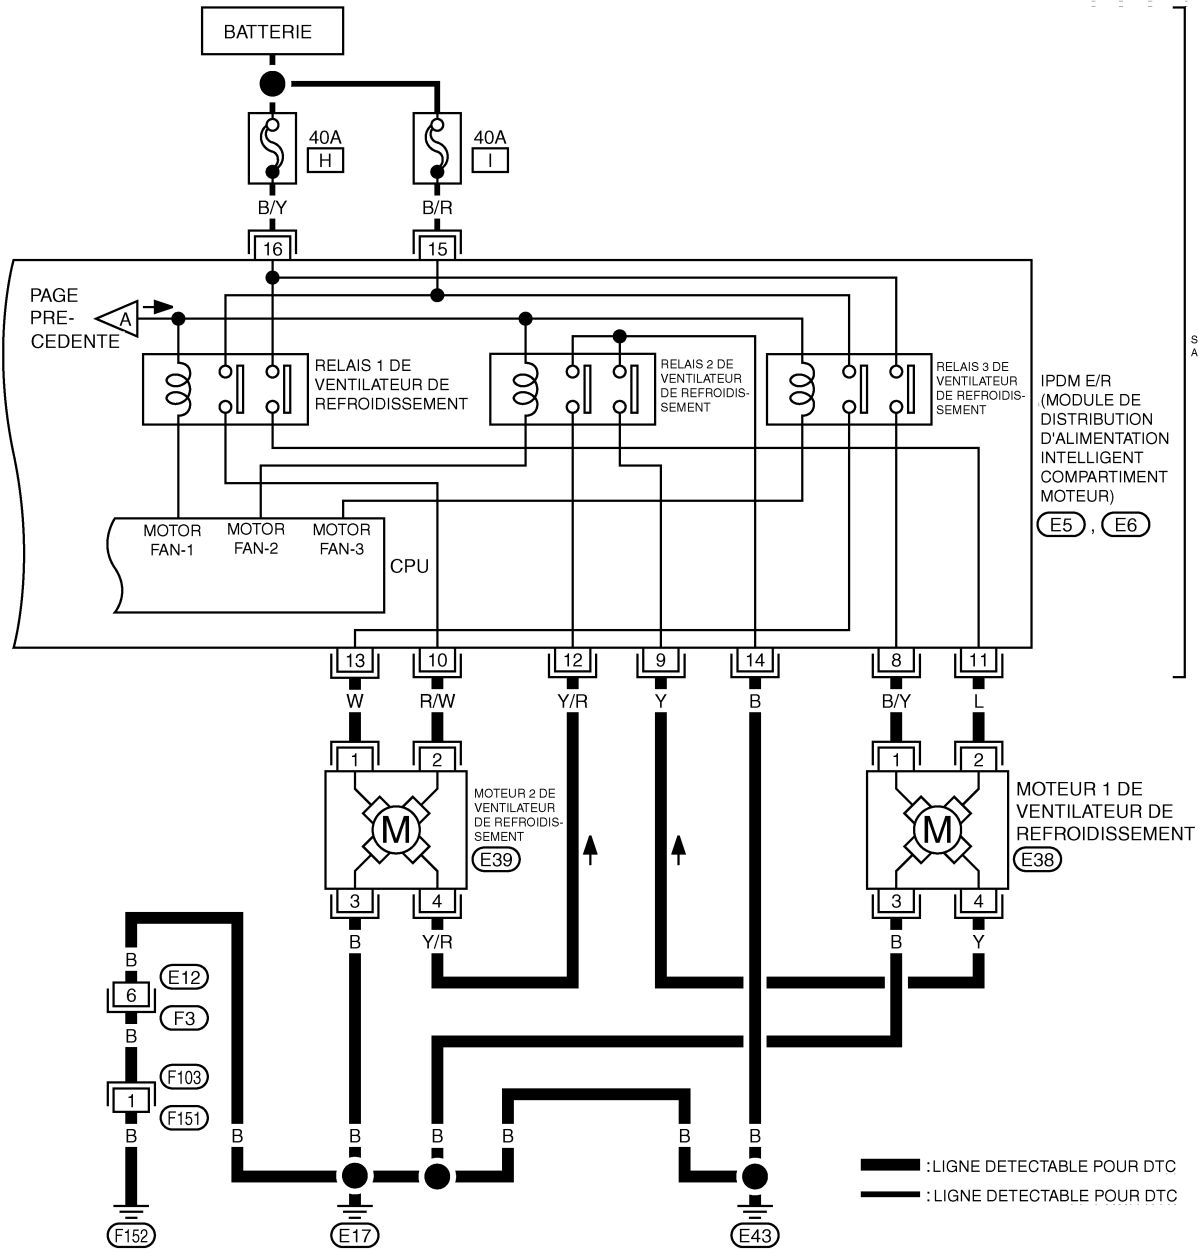 BATTERIE
40A
H
40A
I
B/Y
B/R
16
15
PAGE
PRE-
CEDENTE
A
RELAIS 1 DE
VENTILATEUR DE
REFROIDISSEMENT
RELAIS 2 DE
VENTILATEUR
DE REFROIDIS-
SEMENT
RELAIS 3 DE
VENTILATEUR
DE REFROIDIS-
SEMENT
S
A
IPDM E/R
(MODULE DE
DISTRIBUTION
D'ALIMENTATION
INTELLIGENT
COMPARTIMENT
MOTEUR)
E5 , E6
MOTOR
FAN-1
MOTOR
FAN-2
MOTOR
FAN-3
CPU
13
10
12
9
14
8
11
W
R/W
Y/R
Y
B
B/Y
L
1
2
1
2
M
MOTEUR 2 DE
VENTILATEUR
DE REFROIDIS-
SEMENT
E39
M
MOTEUR 1 DE
VENTILATEUR DE
REFROIDISSEMENT
E38
3
4
3
4
B
Y/R
B
Y
B
6
E12
F3
B
F103
1
F151
B
B
B
B
B
B
B
F152
E17
E43
: LIGNE DETECTABLE POUR DTC
: LIGNE DETECTABLE POUR DTC